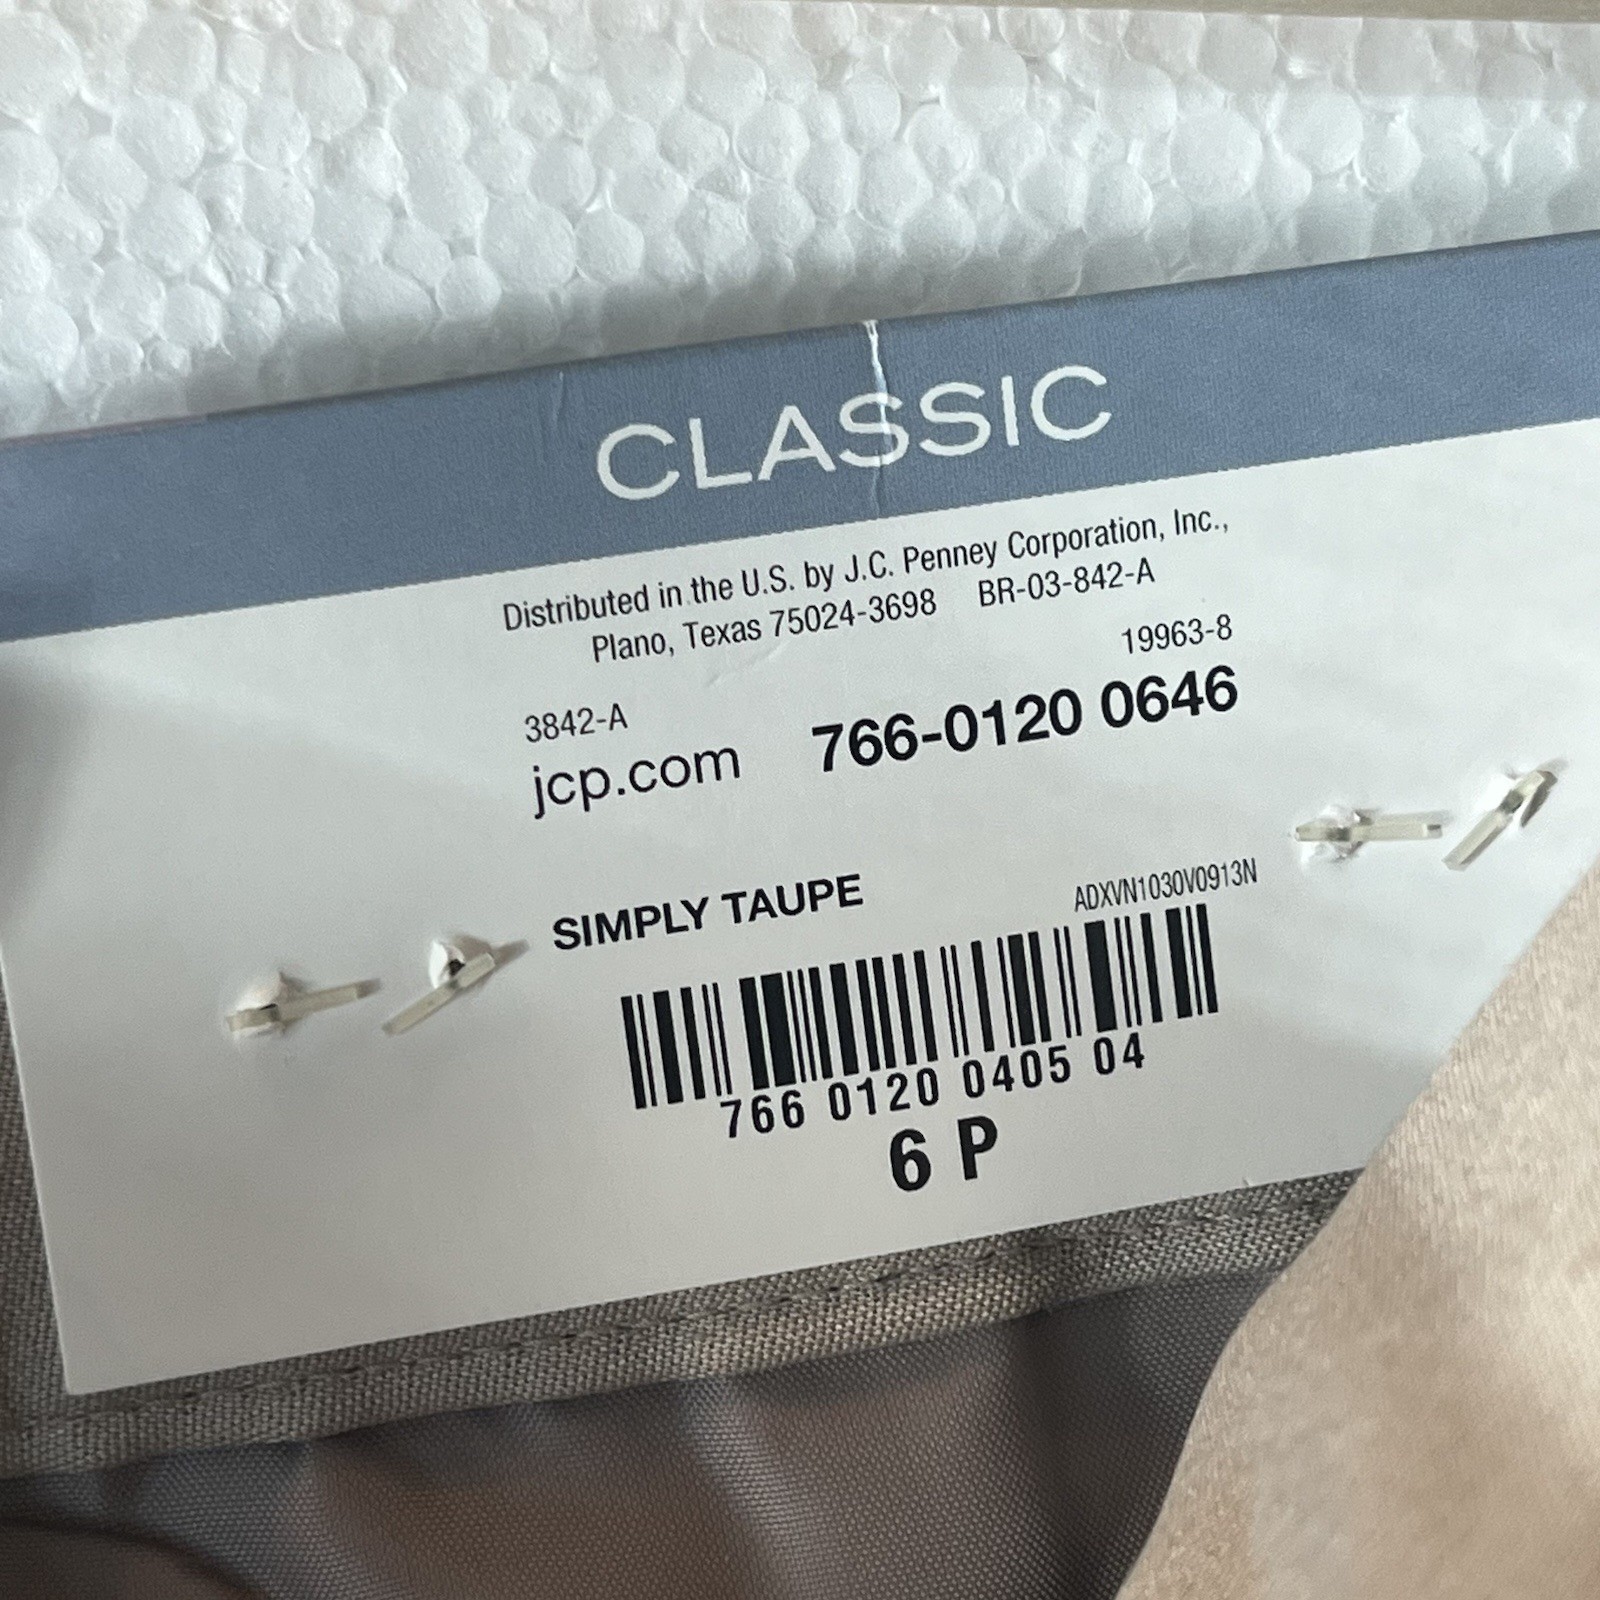 CLASSIC
Distributed in the U.S. by J.C. Penney Corporation, Inc.,
Plano, Texas 75024-3698 BR-03-842-A
19963-8
3842-A
jcp.com 766-0120 0646
SIMPLY TAUPE
ADXVN1030V0913N
766 0120 0405 04
6 P